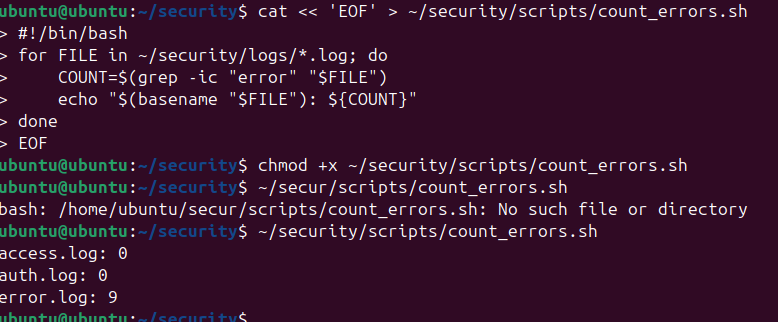 ubuntu@ubuntu:~/security$ cat << 'EOF' > ~/security/scripts/count_errors.sh
> #!/bin/bash
> for FILE in ~/security/logs/*.log; do
>     COUNT=$(grep -ic "error" "$FILE")
>     echo "$(basename "$FILE"): ${COUNT}"
> done
> EOF
ubuntu@ubuntu:~/security$ chmod +x ~/security/scripts/count_errors.sh
ubuntu@ubuntu:~/security$ ~/secur/scripts/count_errors.sh
bash: /home/ubuntu/secur/scripts/count_errors.sh: No such file or directory
ubuntu@ubuntu:~/security$ ~/security/scripts/count_errors.sh
access.log: 0
auth.log: 0
error.log: 9
ubuntu@ubuntu:~/security$